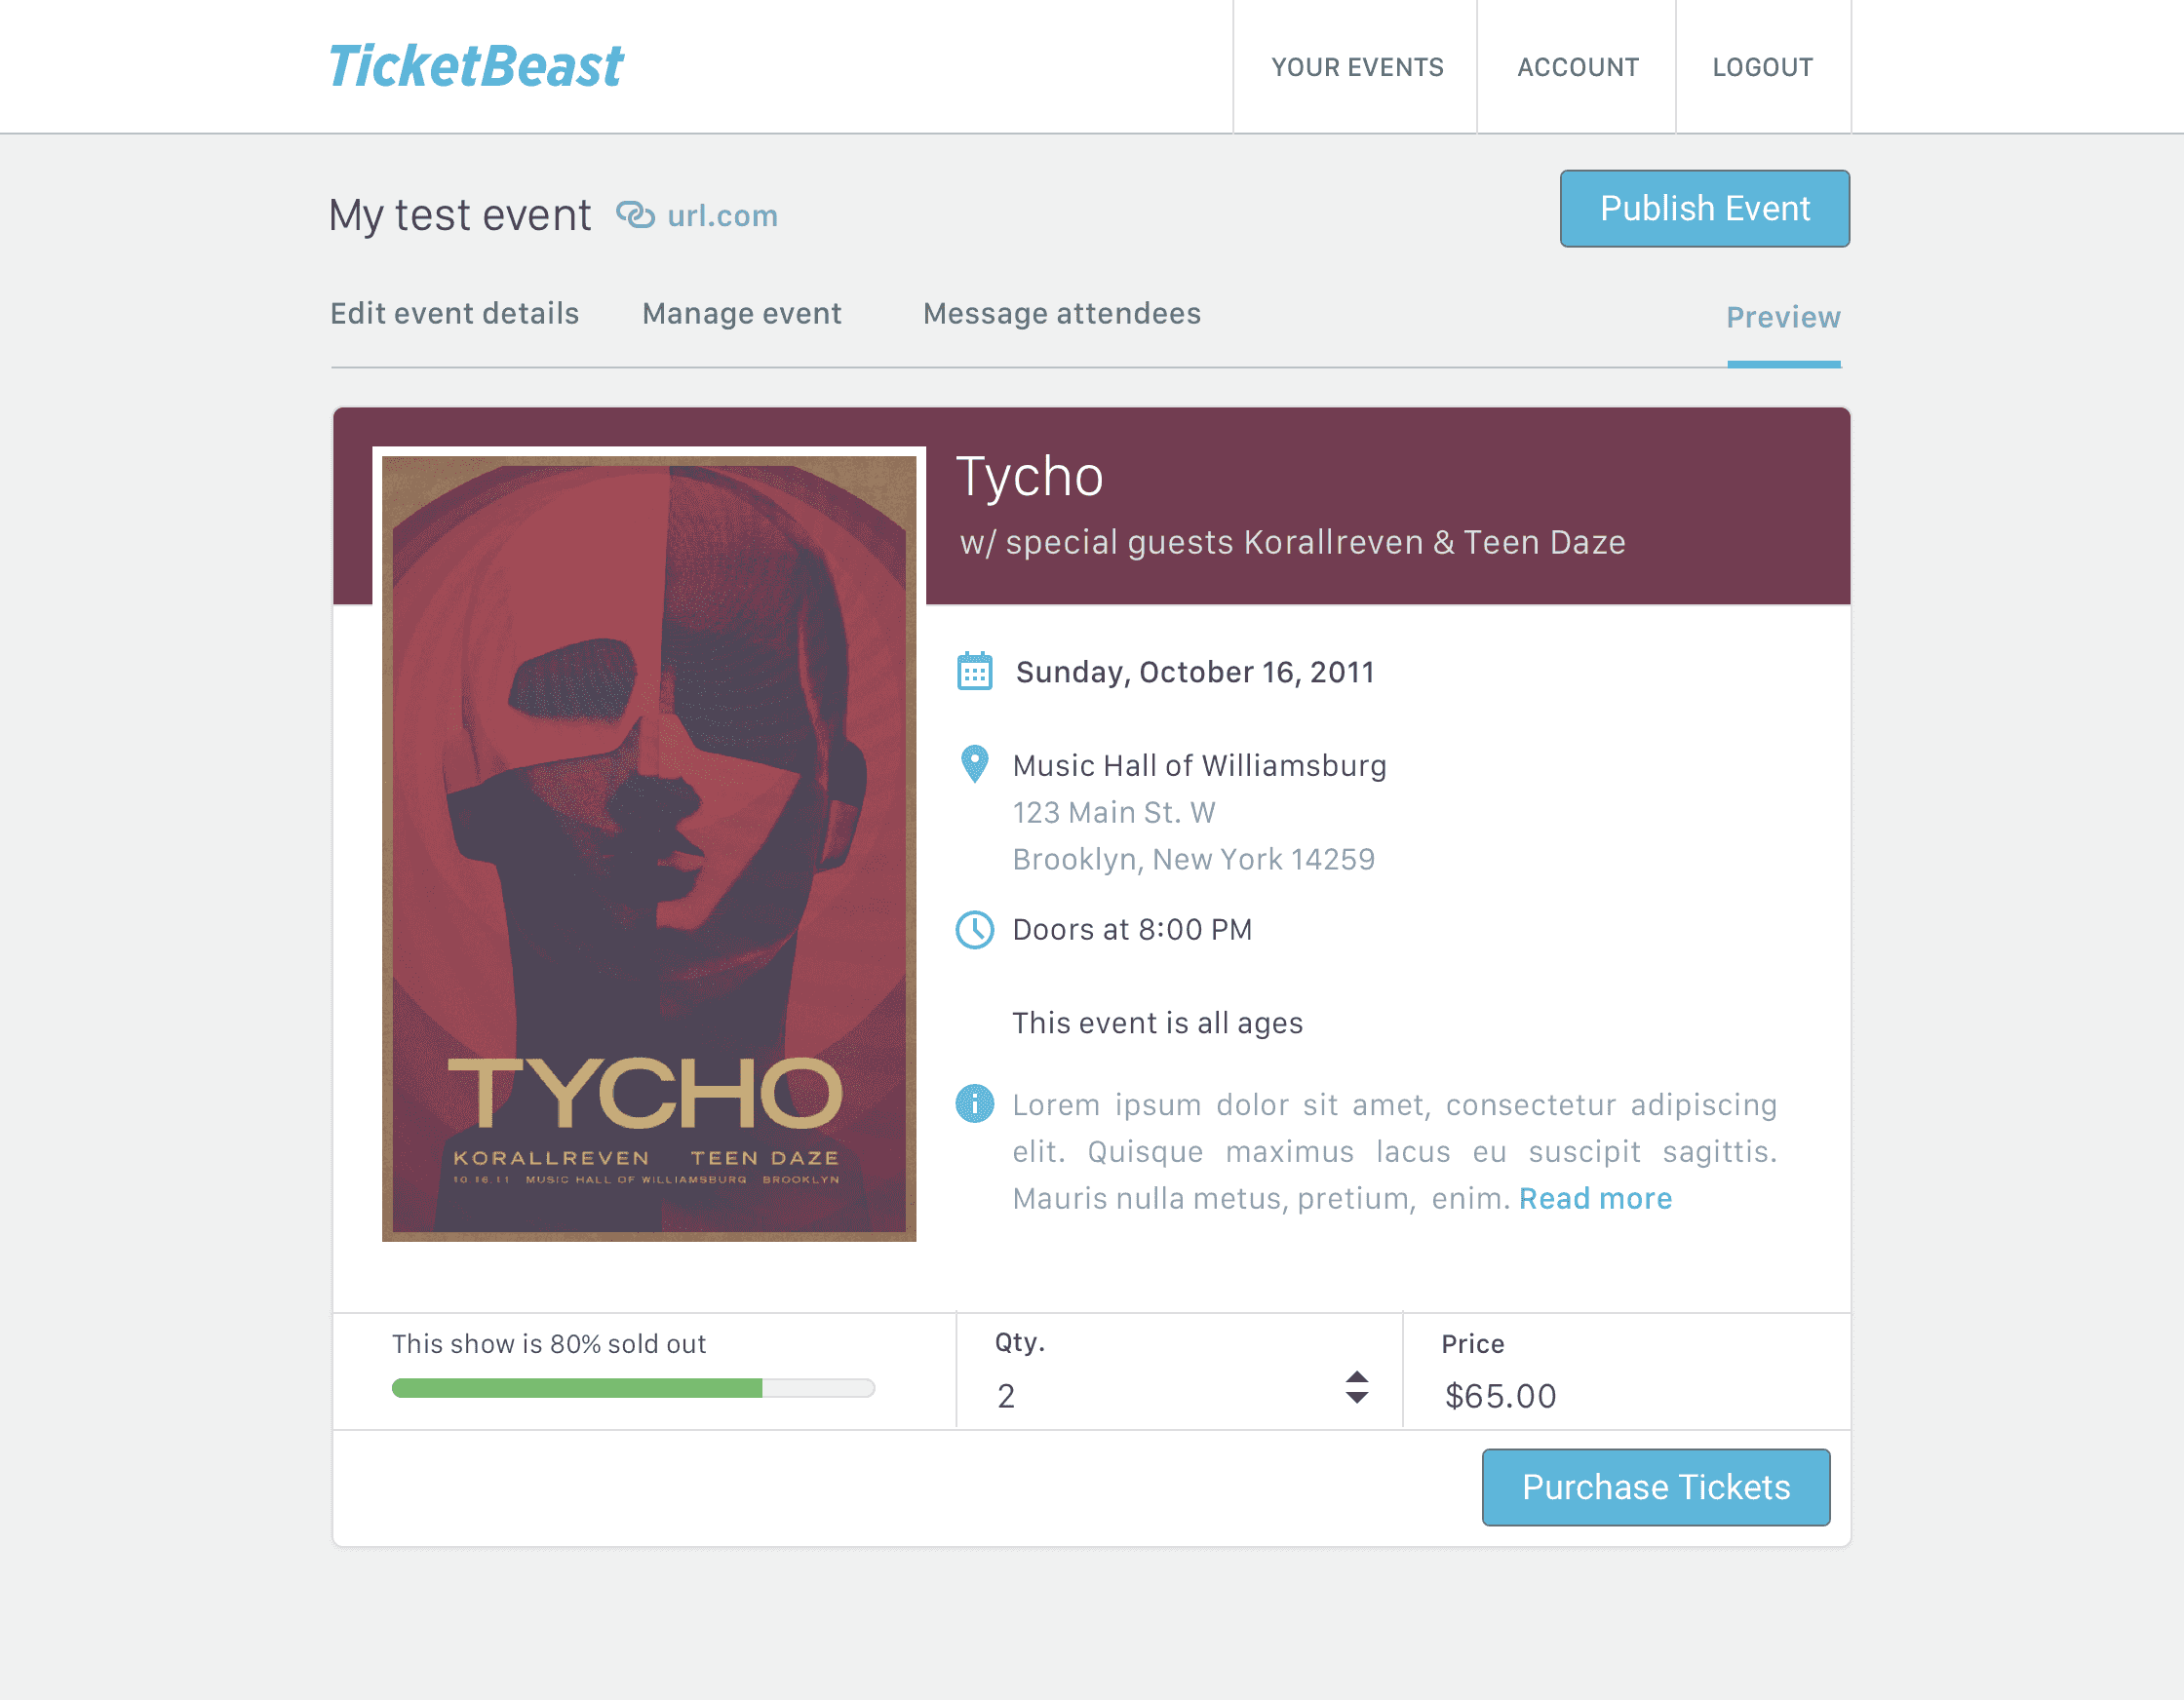 TicketBeast
YOUR EVENTS
ACCOUNT
LOGOUT
My test event
url.com
Publish Event
Edit event details
Manage event
Message attendees
Preview
Tycho
w/ special guests Korallreven & Teen Daze
Sunday, October 16, 2011
Music Hall of Williamsburg
123 Main St. W
Brooklyn, New York 14259
Doors at 8:00 PM
This event is all ages
Lorem ipsum dolor sit amet, consectetur adipiscing
elit. Quisque maximus lacus eu suscipit sagittis.
Mauris nulla metus, pretium, enim. Read more
TYCHO
KORALLREVEN TEEN DAZE
10.16.11 MUSIC HALL OF WILLIAMSBURG BROOKLYN
This show is 80% sold out
Qty.
2
Price
$65.00
Purchase Tickets